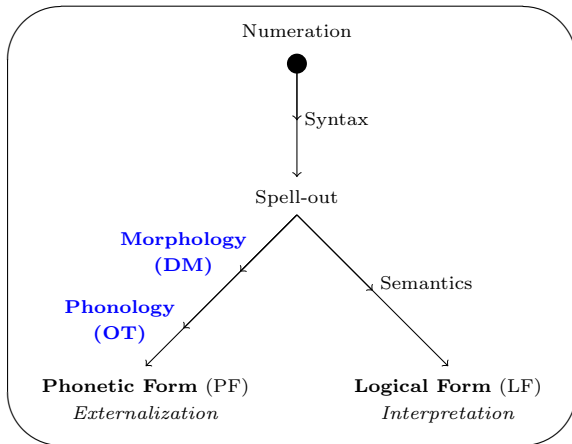 Numeration
Syntax
Spell-out
Morphology
(DM)
Semantics
Phonology
(OT)
Phonetic Form (PF)
Externalization
Logical Form (LF)
Interpretation